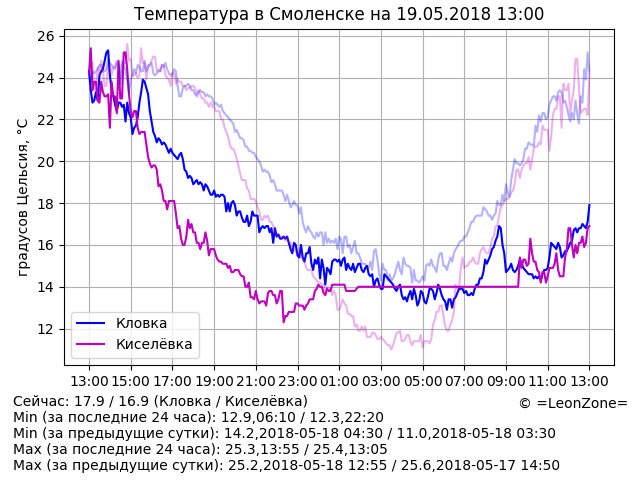 Температура в Смоленске на 19.05.2018 13:00
градусов Цельсия, °C
26
24
22
20
18
16
14
12
Кловка
Киселёвка
13:00 15:00 17:00 19:00 21:00 23:00 01:00 03:00 05:00 07:00 09:00 11:00 13:00
Сейчас: 17.9 / 16.9 (Кловка / Киселёвка)
© =LeonZone=
Min (за последние 24 часа): 12.9,06:10 / 12.3,22:20
Min (за предыдущие сутки): 14.2,2018-05-18 04:30 / 11.0,2018-05-18 03:30
Max (за последние 24 часа): 25.3,13:55 / 25.4,13:05
Max (за предыдущие сутки): 25.2,2018-05-18 12:55 / 25.6,2018-05-17 14:50